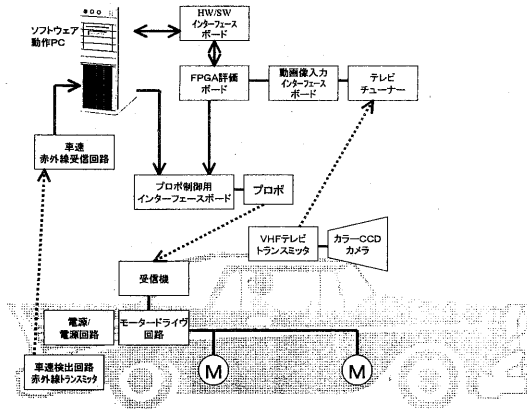 ソフトウェア
動作PC
HW/SW
インターフェース
ボード
FPGA評価
ボード
動画像入力
インターフェース
ボード
テレビ
チューナー
車速
赤外線受信回路
プロポ制御用
インターフェースボード
プロポ
VHFテレビ
トランスミッタ
カラーCCD
カメラ
受信機
電源/
電源回路
モータードライヴ
回路
車速検出回路
赤外線トランスミッタ
M
M